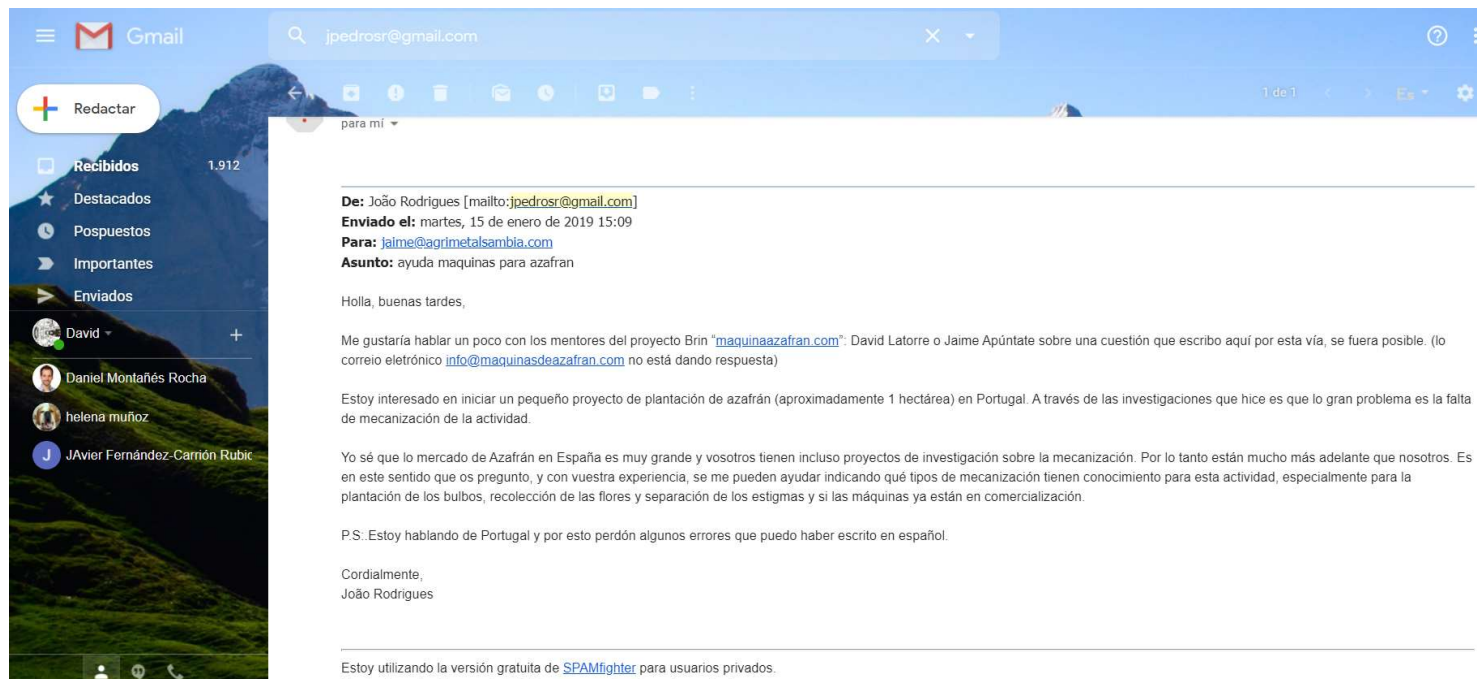 Gmail
jpedrosr@gmail.com
Redactar
1 de 1
Es
para mí
Recibidos 1.912
Destacados
Pospuestos
Importantes
Enviados
David
Daniel Montañés Rocha
helena muñoz
J
JAvier Fernández-Carrión Rubio
De: João Rodrigues [mailto:jpedrosr@gmail.com]
Enviado el: martes, 15 de enero de 2019 15:09
Para: jaime@agrimetalsambia.com
Asunto: ayuda maquinas para azafran
Holla, buenas tardes,
Me gustaría hablar un poco con los mentores del proyecto Brin “maquinaazafran.com”: David Latorre o Jaime Apúntate sobre una cuestión que escribo aquí por esta vía, se fuera posible. (lo
correio eletrónico info@maquinasdeazafran.com no está dando respuesta)
Estoy interesado en iniciar un pequeño proyecto de plantación de azafrán (aproximadamente 1 hectárea) en Portugal. A través de las investigaciones que hice es que lo gran problema es la falta
de mecanización de la actividad.
Yo sé que lo mercado de Azafrán en España es muy grande y vosotros tienen incluso proyectos de investigación sobre la mecanización. Por lo tanto están mucho más adelante que nosotros. Es
en este sentido que os pregunto, y con vuestra experiencia, se me pueden ayudar indicando qué tipos de mecanización tienen conocimiento para esta actividad, especialmente para la
plantación de los bulbos, recolección de las flores y separación de los estigmas y si las máquinas ya están en comercialización.
P.S:.Estoy hablando de Portugal y por esto perdón algunos errores que puedo haber escrito en español.
Cordialmente,
João Rodrigues
Estoy utilizando la versión gratuita de SPAMfighter para usuarios privados.